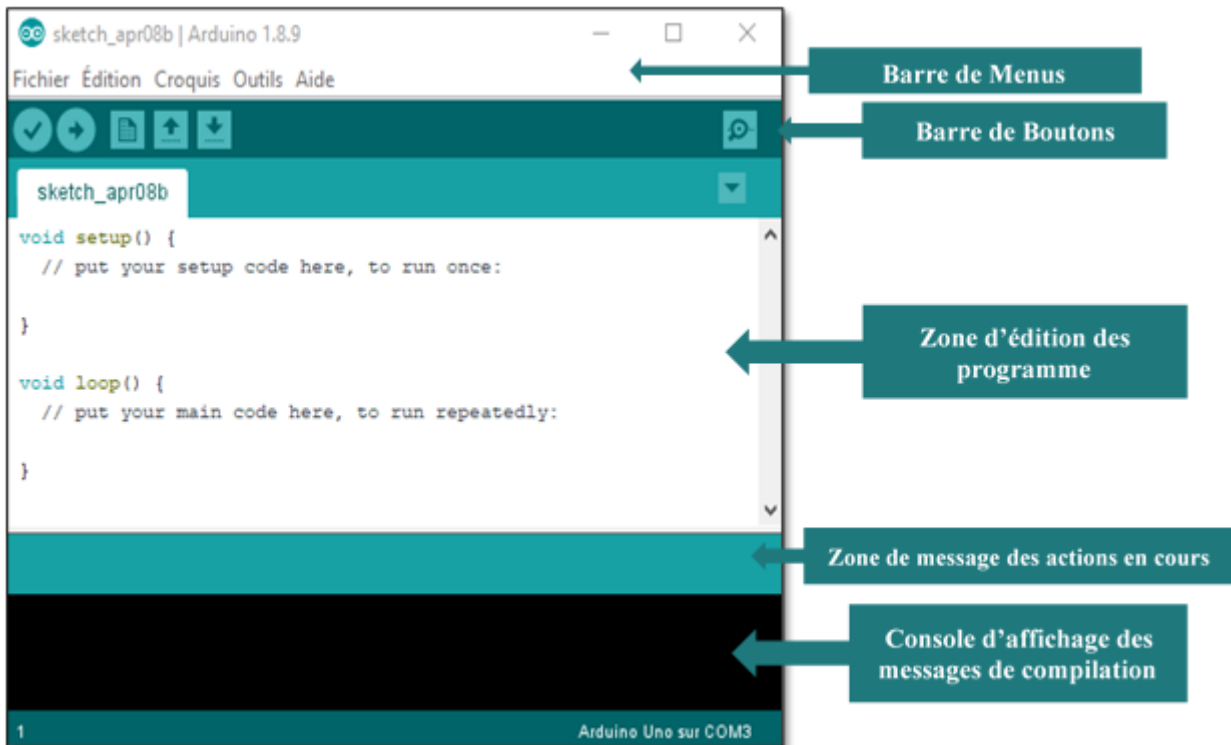 sketch_apr08b | Arduino 1.8.9
Fichier Édition Croquis Outils Aide
Barre de Menus
Barre de Boutons
sketch_apr08b
void setup() {
// put your setup code here, to run once:
}
void loop() {
// put your main code here, to run repeatedly:
}
Zone d'édition des
programme
Zone de message des actions en cours
Console d'affichage des
messages de compilation
1
Arduino Uno sur COM3